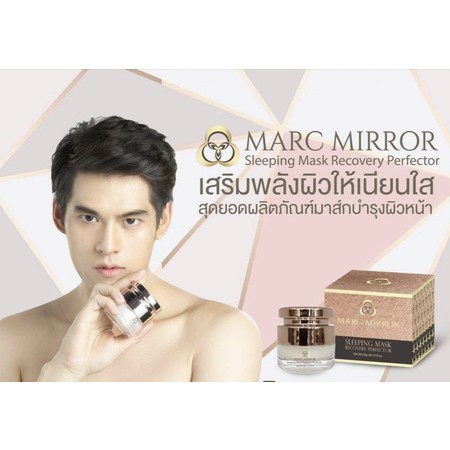 MARC MIRROR
Sleeping Mask Recovery Perfector
เสริมพลังผิวให้เนียนใส
สุดยอดผลิตภัณฑ์มาส์กบำรุงผิวหน้า
MARC MIRROR
SLEEPING MASK
RECOVERY PERFECTOR
MARC MIRROR